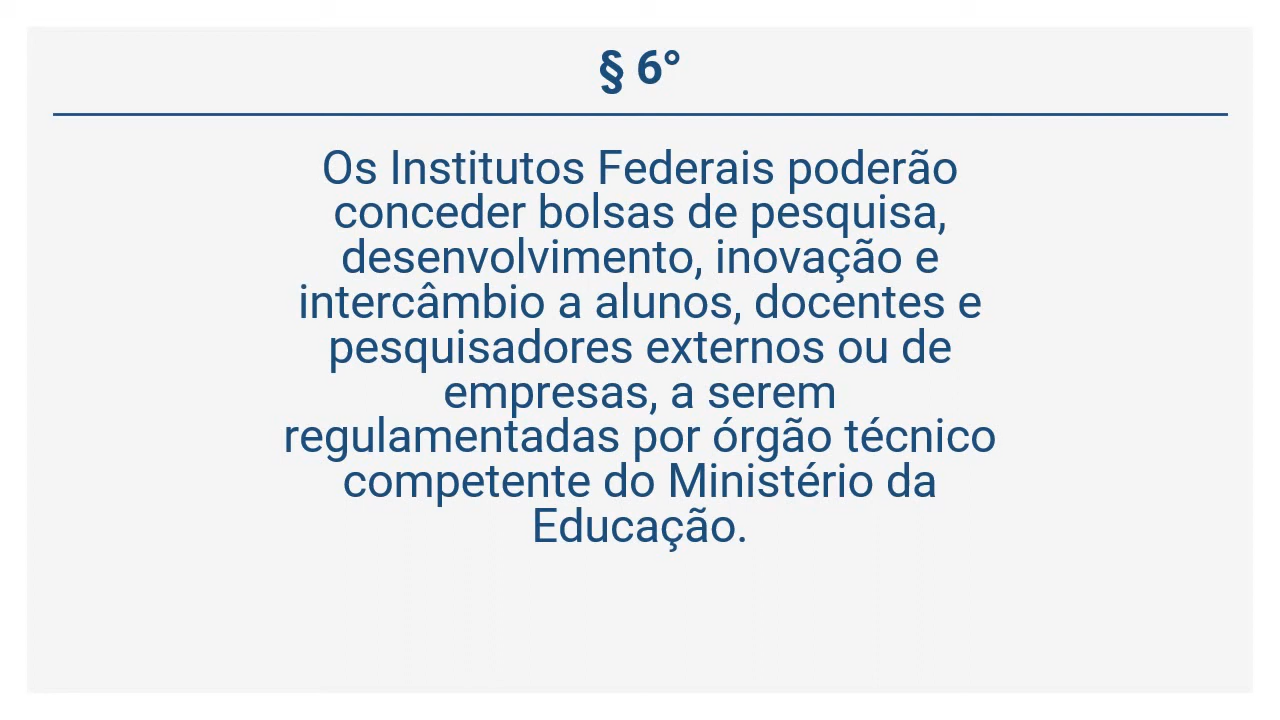 § 6°
Os Institutos Federais poderão
conceder bolsas de pesquisa,
desenvolvimento, inovação e
intercâmbio a alunos, docentes e
pesquisadores externos ou de
empresas, a serem
regulamentadas por órgão técnico
competente do Ministério da
Educação.